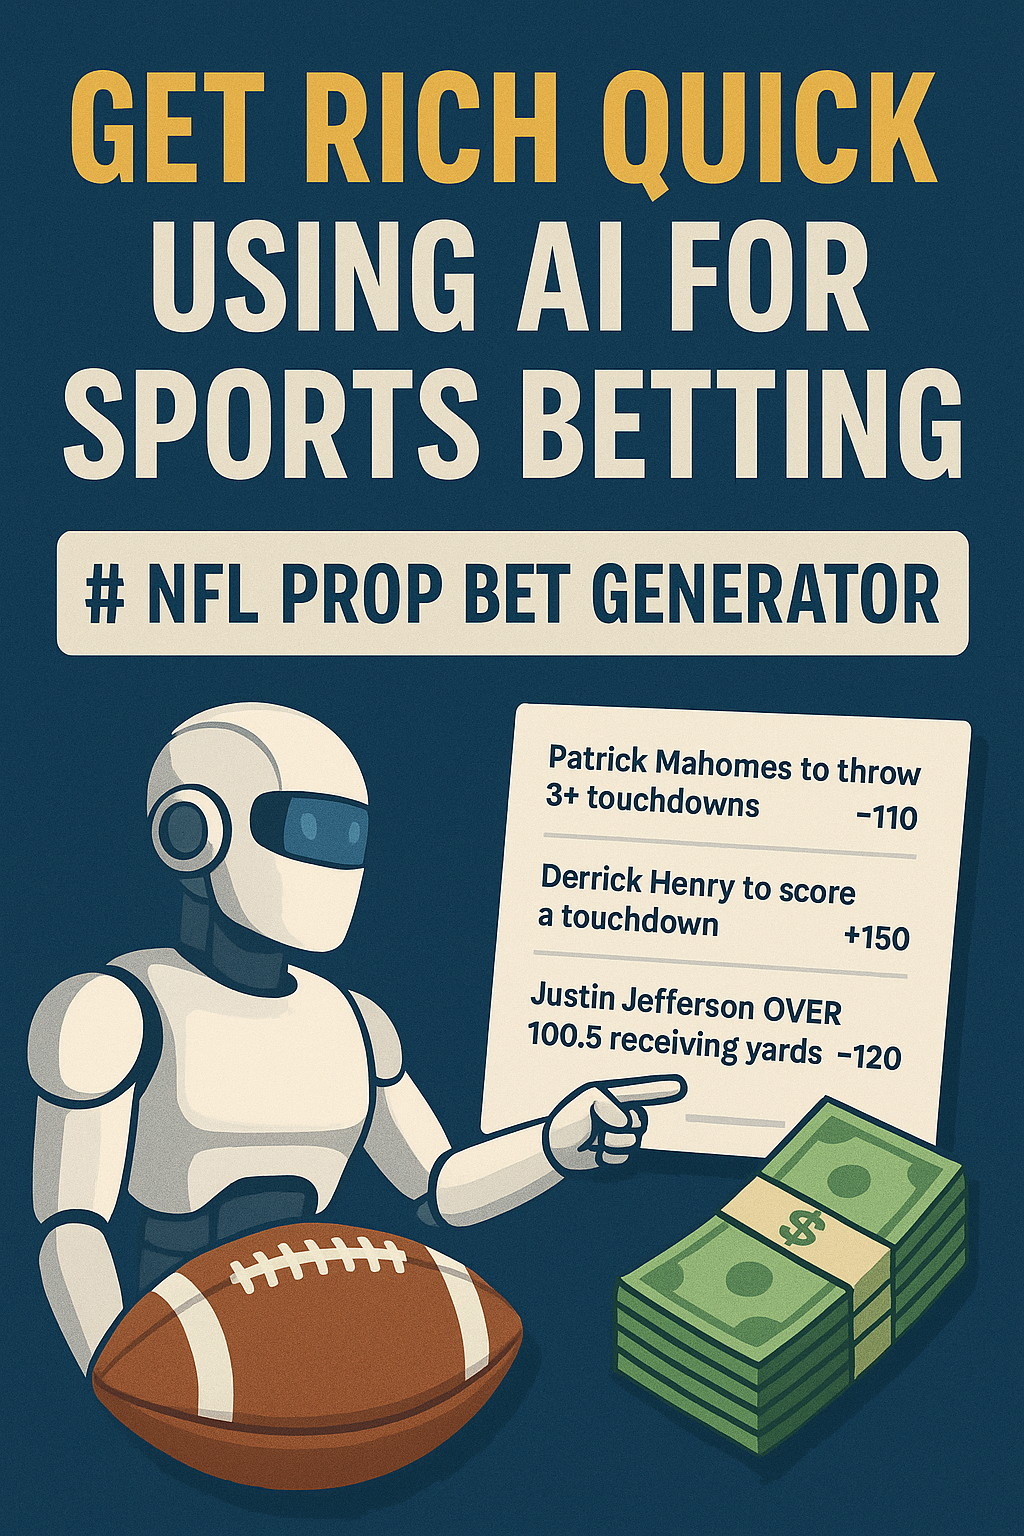 GET RICH QUICK
USING AI FOR
SPORTS BETTING
# NFL PROP BET GENERATOR
Patrick Mahomes to throw
3+ touchdowns –110
Derrick Henry to score
a touchdown +150
Justin Jefferson OVER
100.5 receiving yards –120
$